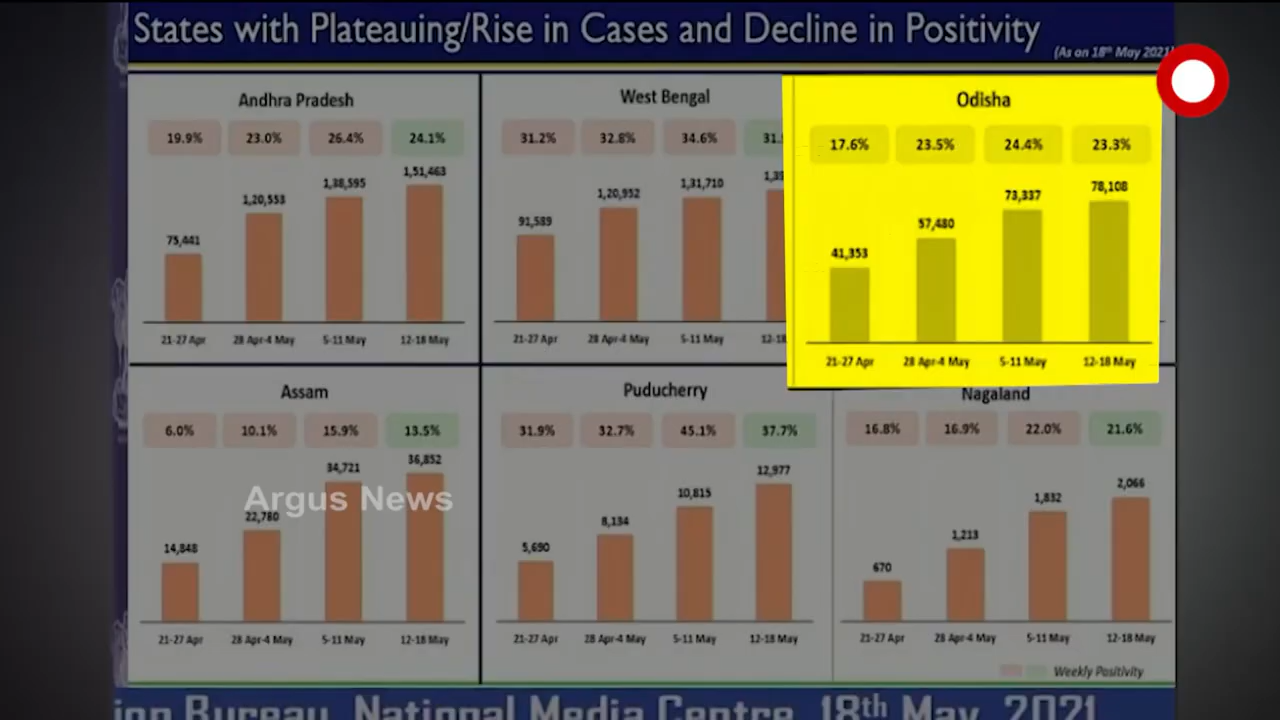 States with Plateauing/Rise in Cases and Decline in Positivity
(As on 18th May 2021)
Andhra Pradesh
19.9% 23.0% 26.4% 24.1%
75,441 1,20,553 1,38,595 1,51,463
21-27 Apr 28 Apr-4 May 5-11 May 12-18 May
West Bengal
31.2% 32.8% 34.6% 31.
91,589 1,20,952 1,31,710 1,3
21-27 Apr 28 Apr-4 May 5-11 May 12-18
Odisha
17.6% 23.5% 24.4% 23.3%
41,353 57,480 73,337 78,108
21-27 Apr 28 Apr-4 May 5-11 May 12-18 May
Assam
6.0% 10.1% 15.9% 13.5%
14,848 22,780 34,721 36,852
21-27 Apr 28 Apr-4 May 5-11 May 12-18 May
Argus News
Puducherry
31.9% 32.7% 45.1% 37.7%
5,690 8,134 10,815 12,977
21-27 Apr 28 Apr-4 May 5-11 May 12-18 May
Nagaland
16.8% 16.9% 22.0% 21.6%
670 1,213 1,832 2,066
21-27 Apr 28 Apr-4 May 5-11 May 12-18 May
Weekly Positivity
ion Bureau, National Media Centre, 18th May, 2021